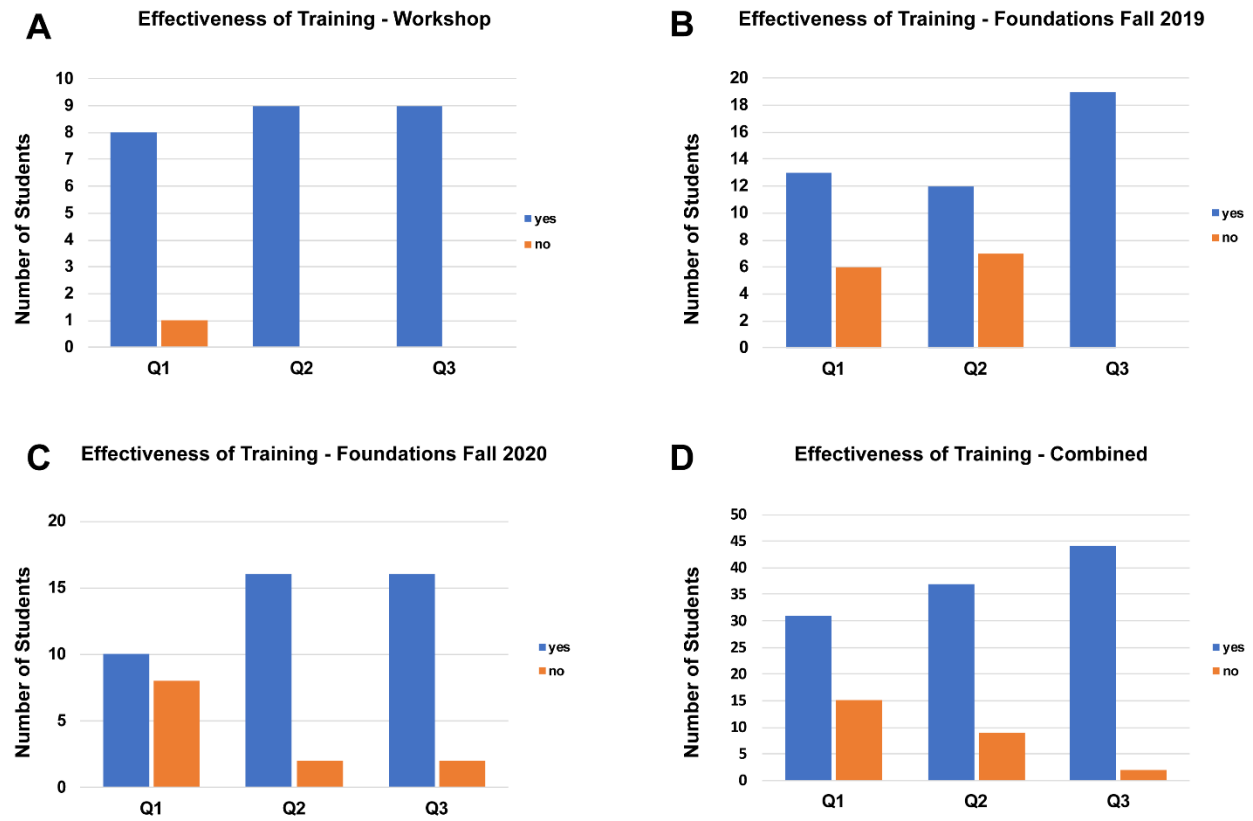 A
Effectiveness of Training - Workshop
Number of Students
10
9
8
7
6
5
4
3
2
1
0
Q1
Q2
Q3
yes
no
B
Effectiveness of Training - Foundations Fall 2019
Number of Students
20
18
16
14
12
10
8
6
4
2
0
Q1
Q2
Q3
yes
no
C
Effectiveness of Training - Foundations Fall 2020
Number of Students
20
15
10
5
0
Q1
Q2
Q3
yes
no
D
Effectiveness of Training - Combined
Number of Students
50
45
40
35
30
25
20
15
10
5
0
Q1
Q2
Q3
yes
no